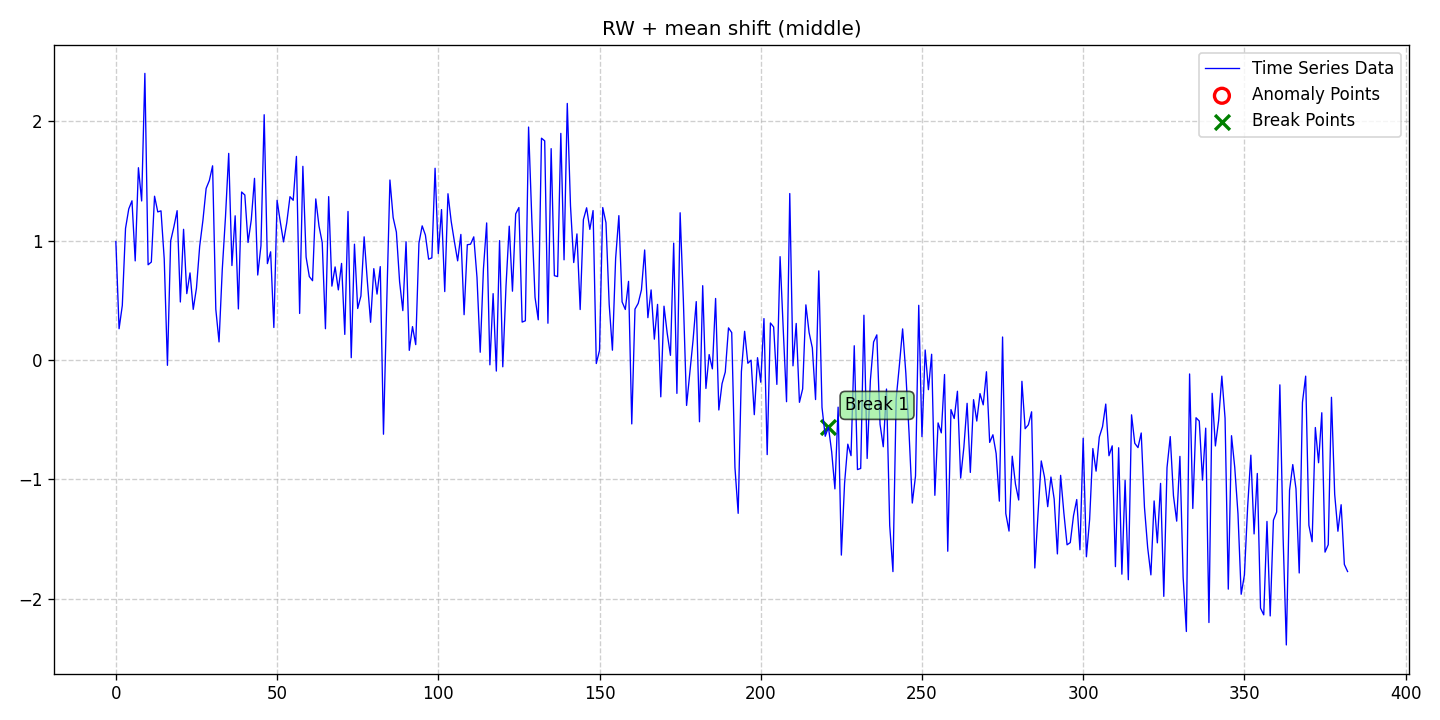 RW + mean shift (middle)
Time Series Data
Anomaly Points
Break Points
Break 1
2
1
0
−1
−2
0 50 100 150 200 250 300 350 400